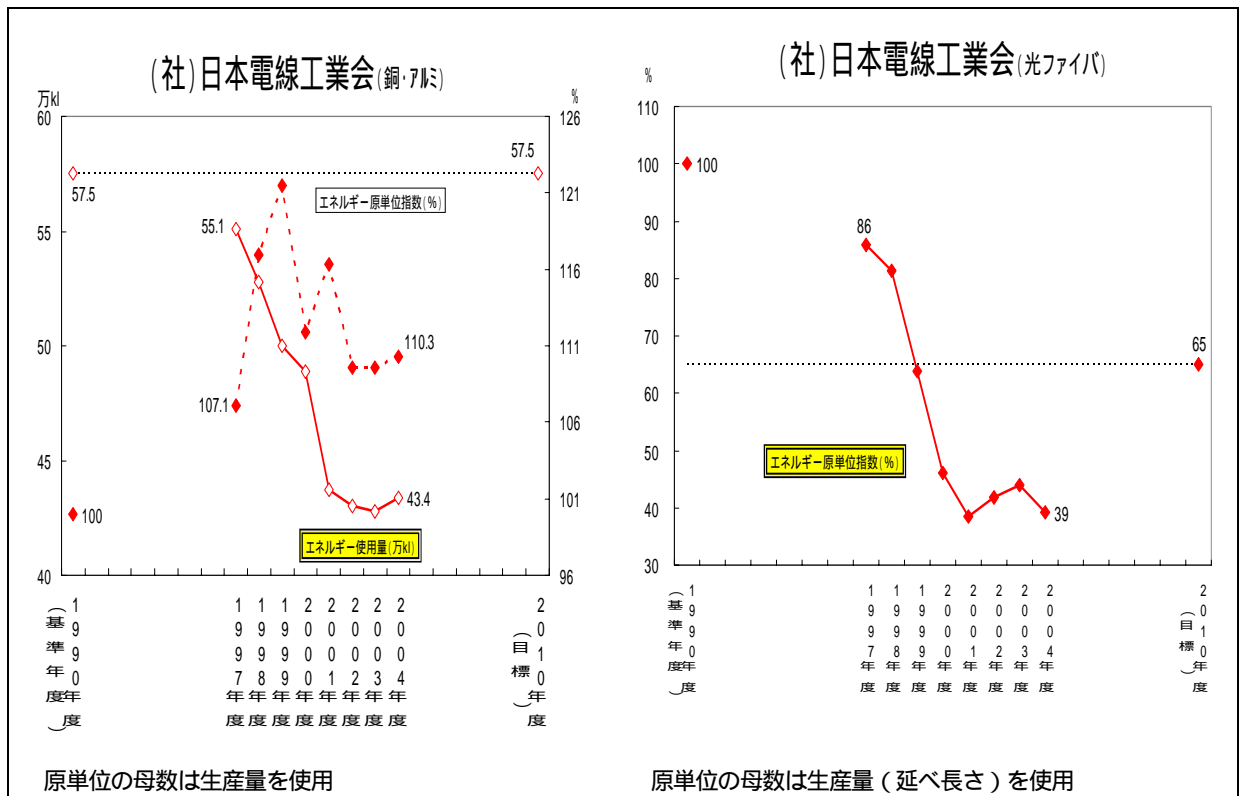 (社)日本電線工業会(銅・アルミ)
万kl
%
60
55
50
45
40
126
121
116
111
106
101
96
57.5
57.5
エネルギー原単位指数(%)
55.1
110.3
107.1
43.4
100
エネルギー使用量(万kl)
1990年度
(基準年度)
1997年度
1998年度
1999年度
2000年度
2001年度
2002年度
2003年度
2004年度
2010年度
(目標)
原単位の母数は生産量を使用
(社)日本電線工業会(光ファイバ)
%
110
100
90
80
70
60
50
40
30
100
86
65
エネルギー原単位指数(%)
39
1990年度
(基準年度)
1997年度
1998年度
1999年度
2000年度
2001年度
2002年度
2003年度
2004年度
2010年度
(目標)
原単位の母数は生産量(延べ長さ)を使用